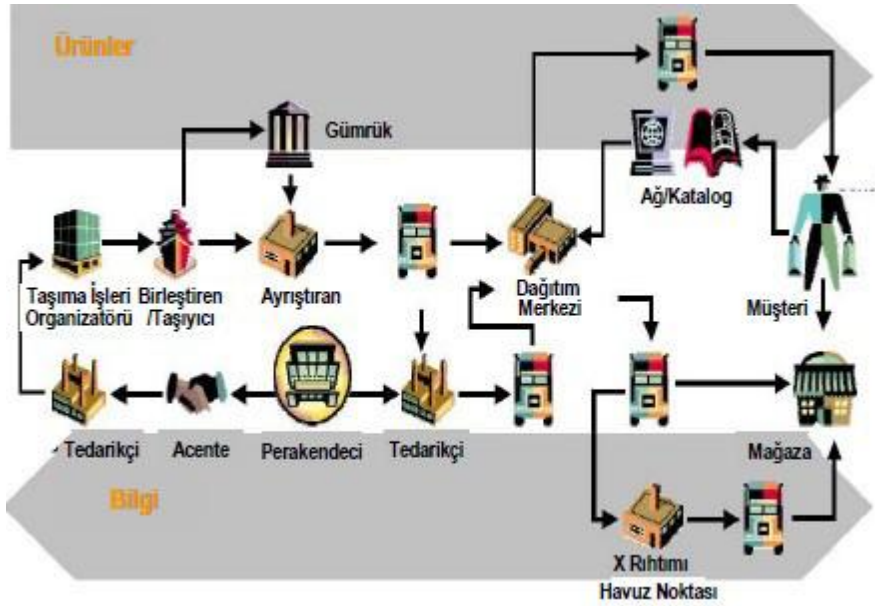 Ürünler
Gümrük
Ağ/Katalog
Taşıma İşleri
Organizatörü
Birleştiren
/Taşıyıcı
Ayrıştıran
Dağıtım
Merkezi
Müşteri
Tedarikçi
Acente
Perakendeci
Tedarikçi
Mağaza
Bilgi
X Rıhtımı
Havuz Noktası